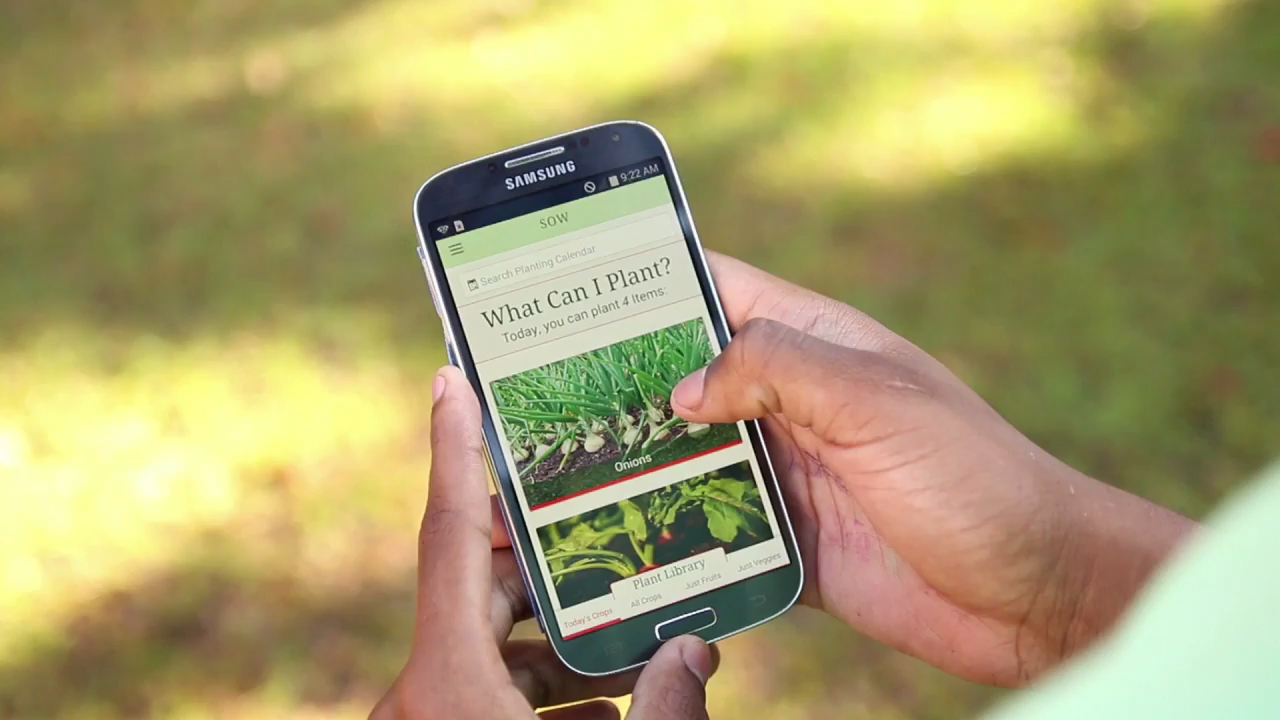 SAMSUNG
9:22 AM
SOW
Search Planting Calendar
What Can I Plant?
Today, you can plant 4 Items:
Onions
Plant Library
Today's Crops
All Crops
Just Fruits
Just Veggies